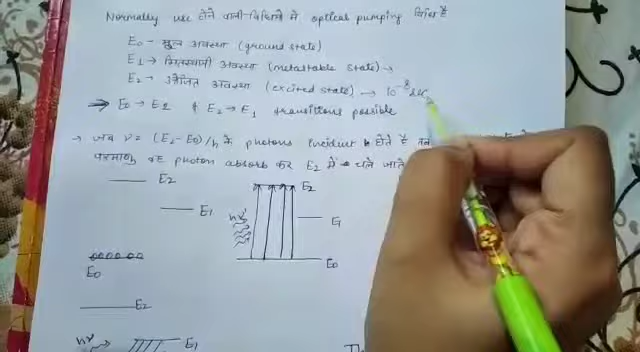 Normally use होने वाली विधियों में optical pumping विधि है
E₀ - मूल अवस्था (ground state)
E₁ → मितस्थायी अवस्था (metastable state) →
E₂ → उत्तेजित अवस्था (excited state) → 10⁻⁸ sec
→ E₀ → E₂ & E₂ → E₁ transitions possible
→ जब ν = (E₂-E₀)/h के photons incident होते हैं तब
परमाणु photon absorb कर E₂ में चले जाते
E₂
E₁
E₀
hν
E₂
E₁
E₀
E₂
hν
E₁